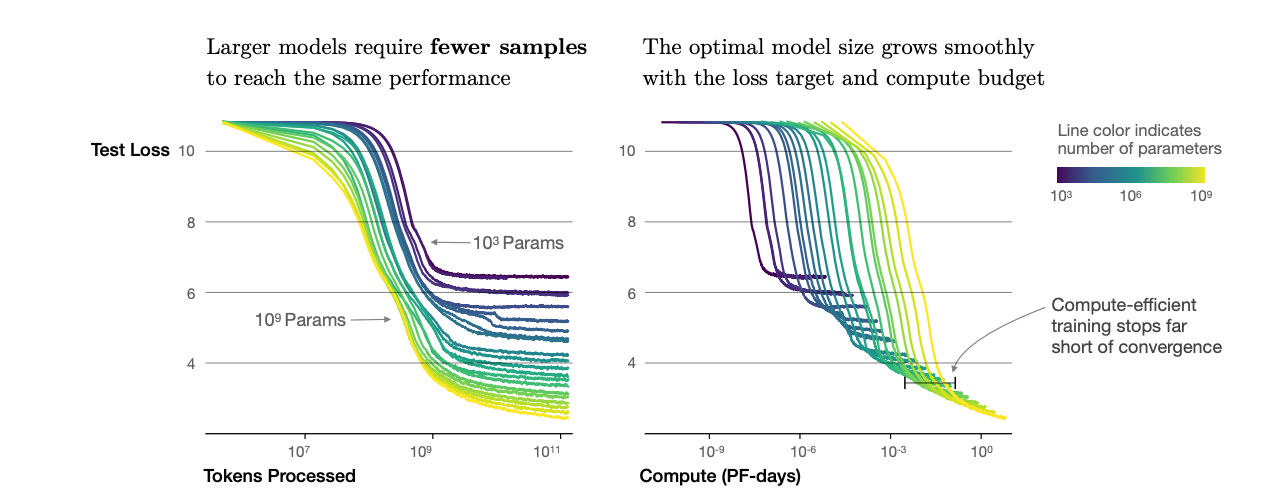 Larger models require fewer samples
to reach the same performance
The optimal model size grows smoothly
with the loss target and compute budget
Test Loss
10
8
6
4
10⁷
10⁹
10¹¹
Tokens Processed
10³ Params
10⁹ Params
10
8
6
4
10⁻⁹
10⁻⁶
10⁻³
10⁰
Compute (PF-days)
Line color indicates
number of parameters
10³
10⁶
10⁹
Compute-efficient
training stops far
short of convergence